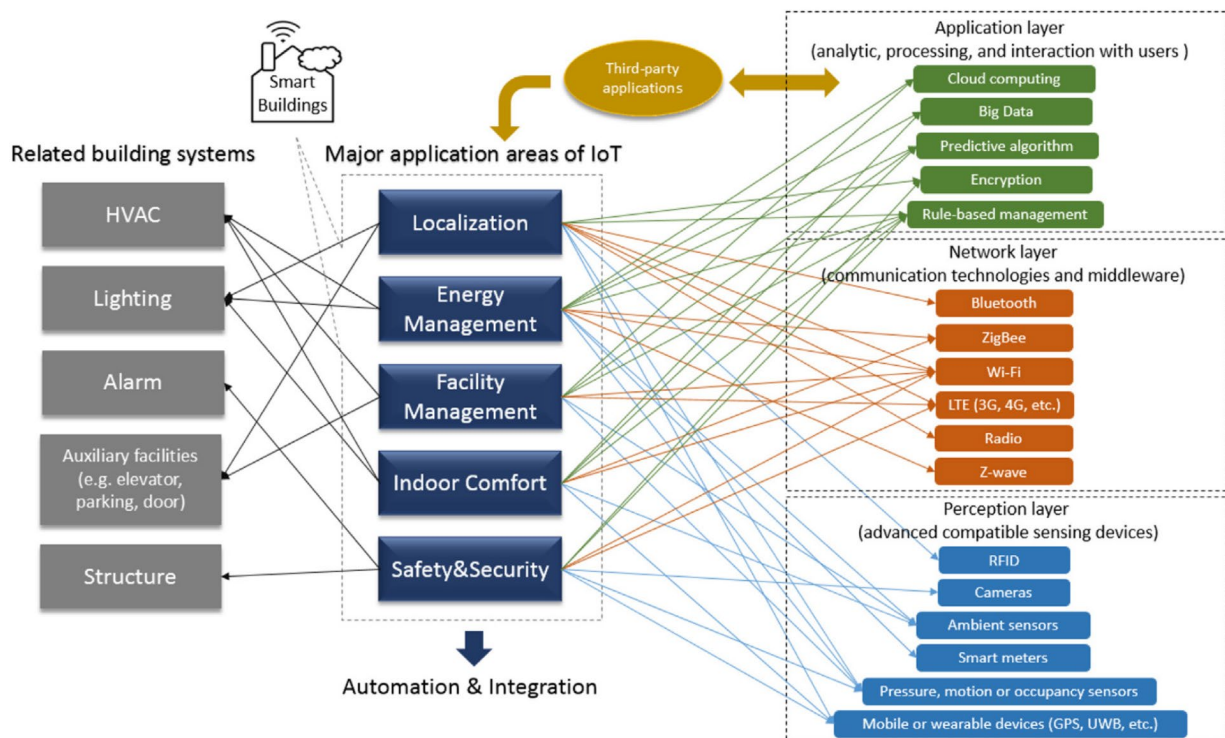 Smart
Buildings
Third-party
applications
Application layer
(analytic, processing, and interaction with users )
Cloud computing
Big Data
Predictive algorithm
Encryption
Rule-based management
Related building systems
HVAC
Lighting
Alarm
Auxiliary facilities
(e.g. elevator,
parking, door)
Structure
Major application areas of IoT
Localization
Energy
Management
Facility
Management
Indoor Comfort
Safety&Security
Automation & Integration
Network layer
(communication technologies and middleware)
Bluetooth
ZigBee
Wi-Fi
LTE (3G, 4G, etc.)
Radio
Z-wave
Perception layer
(advanced compatible sensing devices)
RFID
Cameras
Ambient sensors
Smart meters
Pressure, motion or occupancy sensors
Mobile or wearable devices (GPS, UWB, etc.)